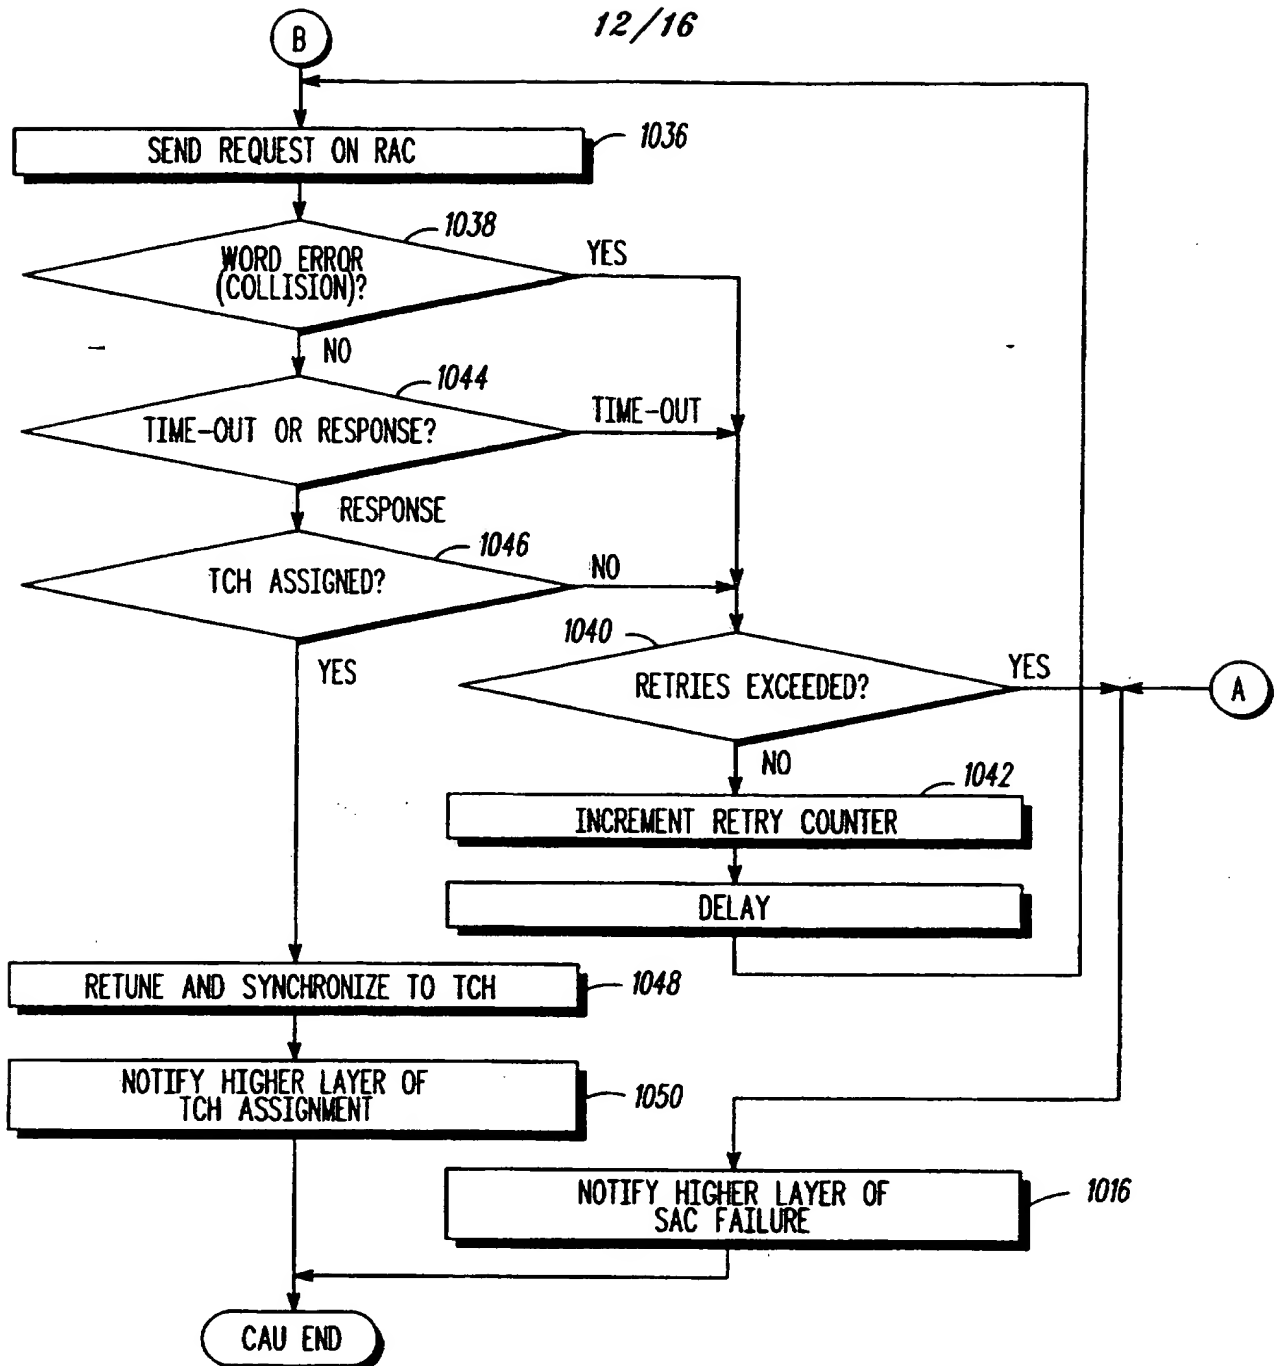 12/16
B
SEND REQUEST ON RAC
1036
1038
WORD ERROR
(COLLISION)?
YES
NO
1044
TIME-OUT OR RESPONSE?
TIME-OUT
RESPONSE
1046
TCH ASSIGNED?
NO
YES
1040
RETRIES EXCEEDED?
YES
A
NO
1042
INCREMENT RETRY COUNTER
DELAY
RETUNE AND SYNCHRONIZE TO TCH
1048
NOTIFY HIGHER LAYER OF
TCH ASSIGNMENT
1050
NOTIFY HIGHER LAYER OF
SAC FAILURE
1016
CAU END